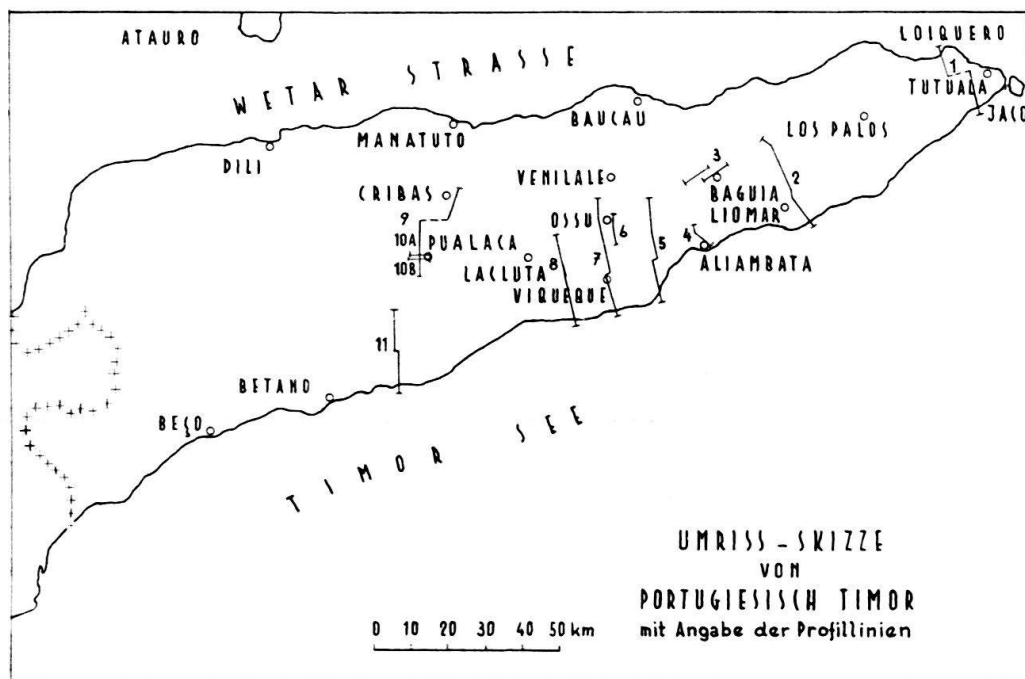 ATAURO
LOIQUERO
WETAR STRASSE
1
TUTUALA
JACO
BAUCAU
LOS PALOS
MANATUTO
DILI
3
2
VENILALE
BAGUIA
CRIBAS
LIOMAR
9
OSSU
6
5
4
10A
PUALACA
ALIAMBATA
10B
LACLUTA
8
7
VIQUEQUE
11
BETANO
BEŞO
TIMOR SEE
UMRISS – SKIZZE
VON
PORTUGIESISCH TIMOR
mit Angabe der Profillinien
0 10 20 30 50 km